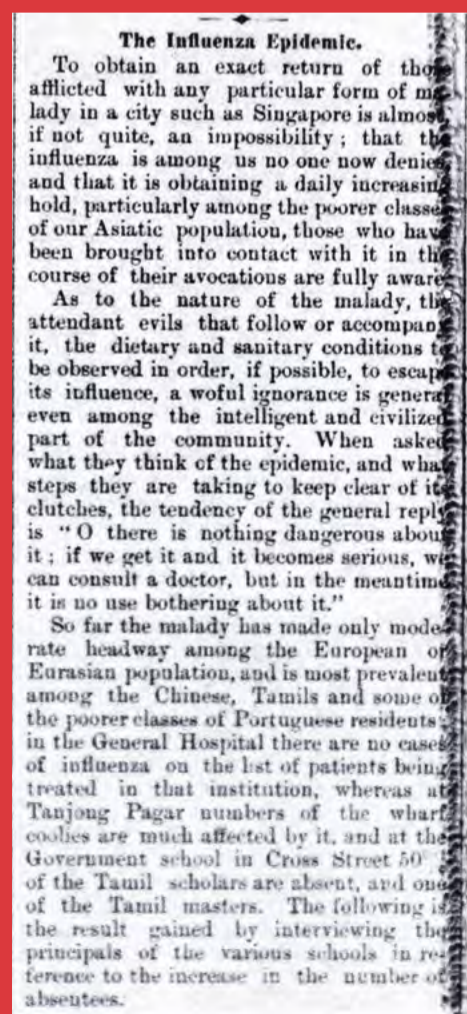 The Influenza Epidemic.
To obtain an exact return of those
afflicted with any particular form of ma
lady in a city such as Singapore is almost,
if not quite, an impossibility; that the
influenza is among us no one now denies
and that it is obtaining a daily increasing
hold, particularly among the poorer classes
of our Asiatic population, those who have
been brought into contact with it in the
course of their avocations are fully aware
As to the nature of the malady, the
attendant evils that follow or accompany
it, the dietary and sanitary conditions to
be observed in order, if possible, to escape
its influence, a woful ignorance is general
even among the intelligent and civilized
part of the community. When asked
what they think of the epidemic, and what
steps they are taking to keep clear of its
clutches, the tendency of the general reply
is "O there is nothing dangerous about
it; if we get it and it becomes serious, we
can consult a doctor, but in the meantime
it is no use bothering about it."
So far the malady has made only mode-
rate headway among the European or
Eurasian population, and is most prevalent
among the Chinese, Tamils and some of
the poorer classes of Portuguese residents;
in the General Hospital there are no cases
of influenza on the list of patients being
treated in that institution, whereas at
Tanjong Pagar numbers of the wharf
coolies are much affected by it, and at the
Government school in Cross Street 50
of the Tamil scholars are absent, and one
of the Tamil masters. The following is
the result gained by interviewing the
principals of the various schools in re-
ference to the increase in the number of
absentees.